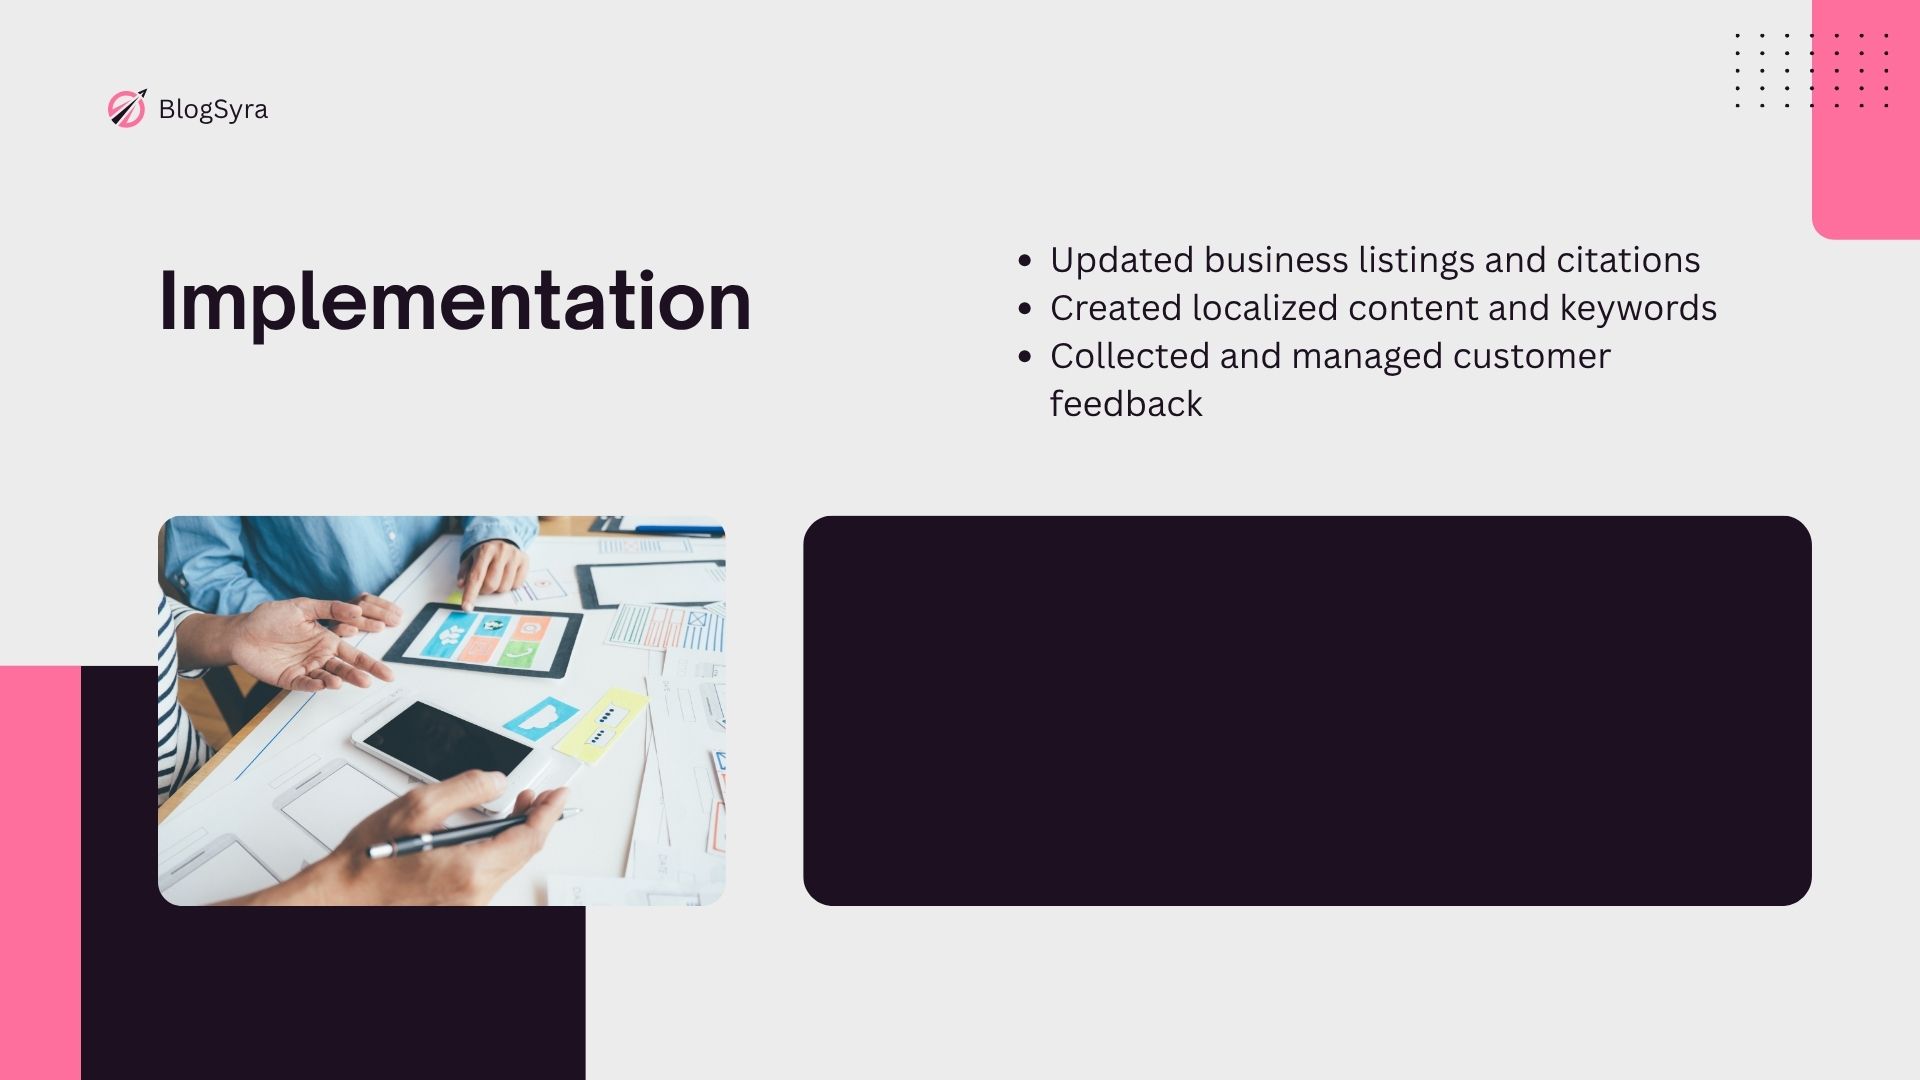 BlogSyra
Implementation
• Updated business listings and citations
• Created localized content and keywords
• Collected and managed customer
feedback